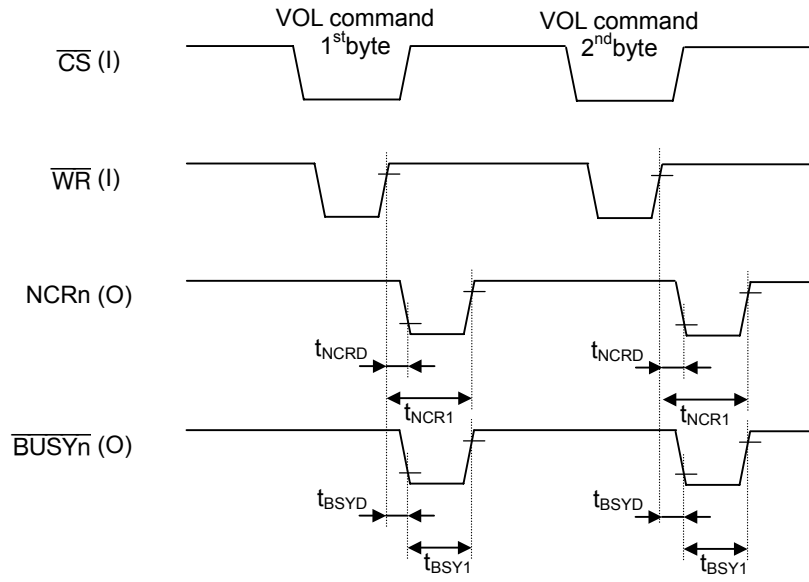 VOL command
1st byte
VOL command
2nd byte
CS (I)
WR (I)
NCRn (O)
tNCRD
tNCRD
tNCR1
tNCR1
BUSYn (O)
tBSYD
tBSYD
tBSY1
tBSY1